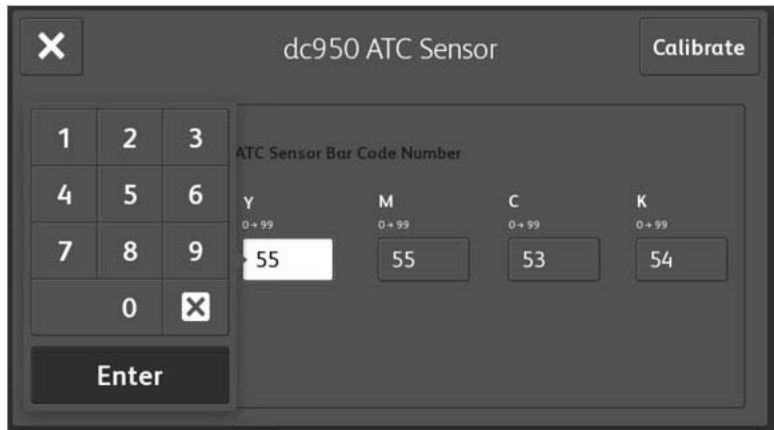 dc950 ATC Sensor
Calibrate
1 2 3
4 5 6
7 8 9
0
Enter
ATC Sensor Bar Code Number
Y M C K
0→99 0→99 0→99 0→99
55 55 53 54